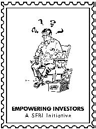 ? ? ?
EMPOWERING INVESTORS
A SFRI Initiative